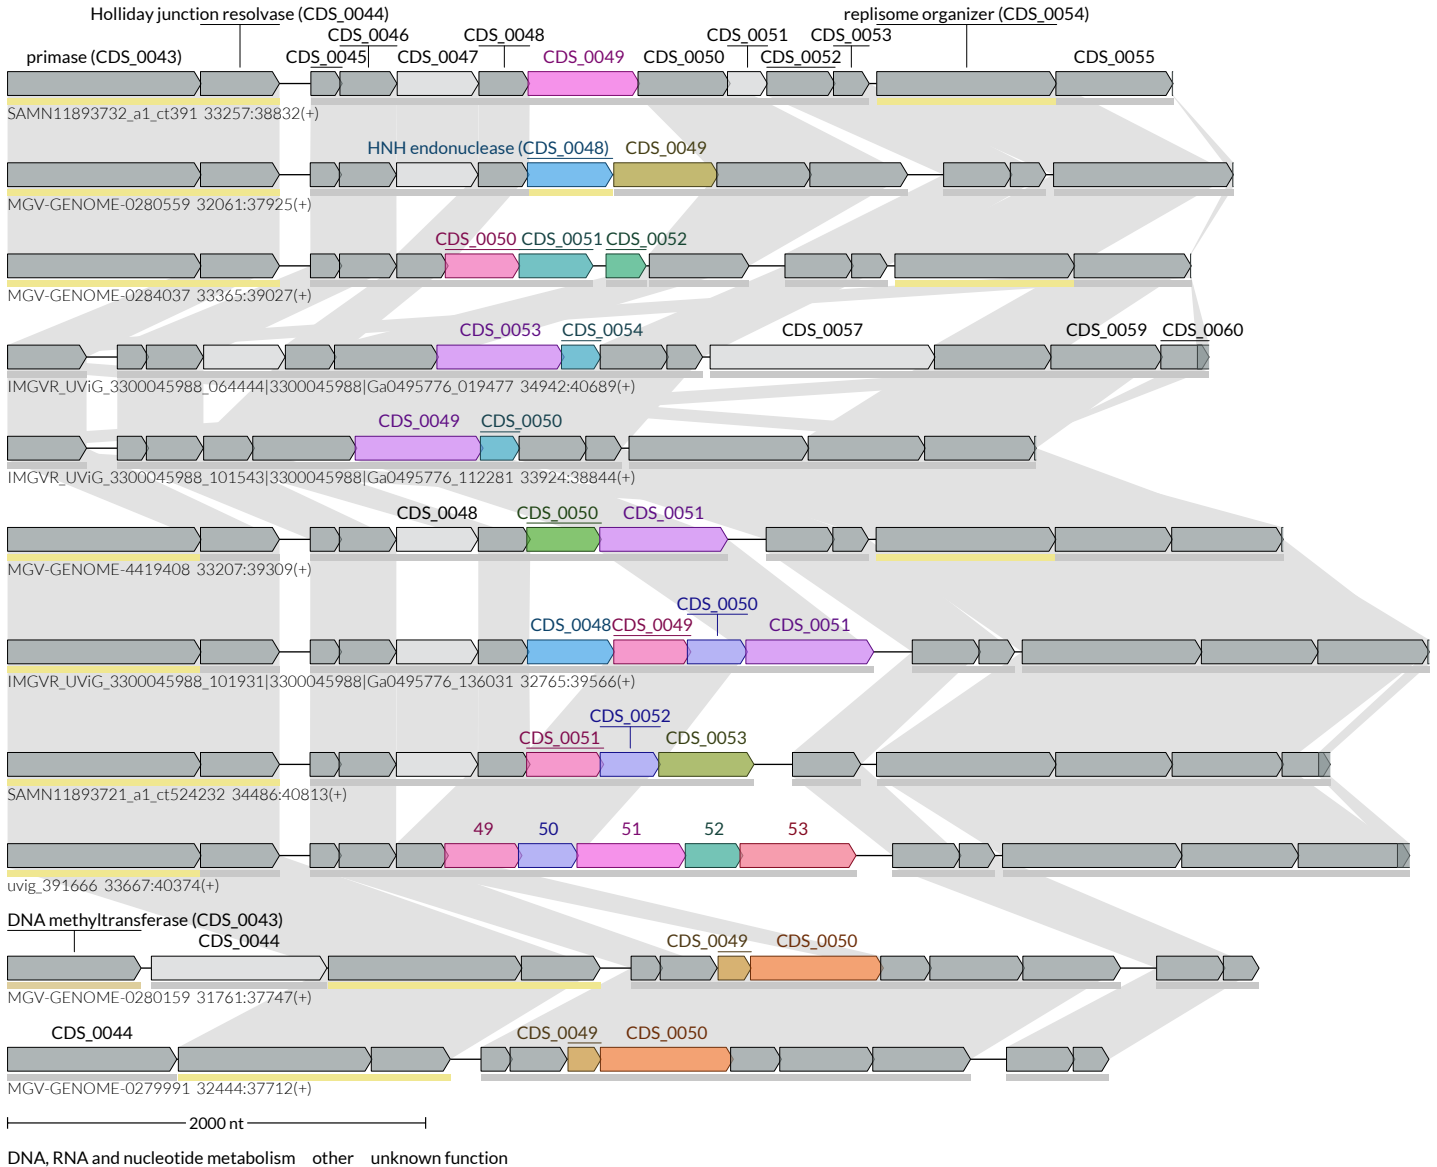 Holliday junction resolvase (CDS_0044)
replisome organizer (CDS_0054)
CDS_0046
CDS_0048
CDS_0051
CDS_0053
primase (CDS_0043)
CDS_0045
CDS_0047
CDS_0049
CDS_0050
CDS_0052
CDS_0055
SAMN11893732_a1_ct391 33257:38832(+)
HNH endonuclease (CDS_0048)
CDS_0049
MGV-GENOME-0280559 32061:37925(+)
CDS_0050
CDS_0051
CDS_0052
MGV-GENOME-0284037 33365:39027(+)
CDS_0053
CDS_0054
CDS_0057
CDS_0059
CDS_0060
IMGVR_UViG_3300045988_064444|3300045988|Ga0495776_019477 34942:40689(+)
CDS_0049
CDS_0050
IMGVR_UViG_3300045988_101543|3300045988|Ga0495776_112281 33924:38844(+)
CDS_0048
CDS_0050
CDS_0051
MGV-GENOME-4419408 33207:39309(+)
CDS_0050
CDS_0048
CDS_0049
CDS_0051
IMGVR_UViG_3300045988_101931|3300045988|Ga0495776_136031 32765:39566(+)
CDS_0052
CDS_0051
CDS_0053
SAMN11893721_a1_ct524232 34486:40813(+)
49
50
51
52
53
uvig_391666 33667:40374(+)
DNA methyltransferase (CDS_0043)
CDS_0044
CDS_0049
CDS_0050
MGV-GENOME-0280159 31761:37747(+)
CDS_0044
CDS_0049
CDS_0050
MGV-GENOME-0279991 32444:37712(+)
2000 nt
DNA, RNA and nucleotide metabolism other unknown function